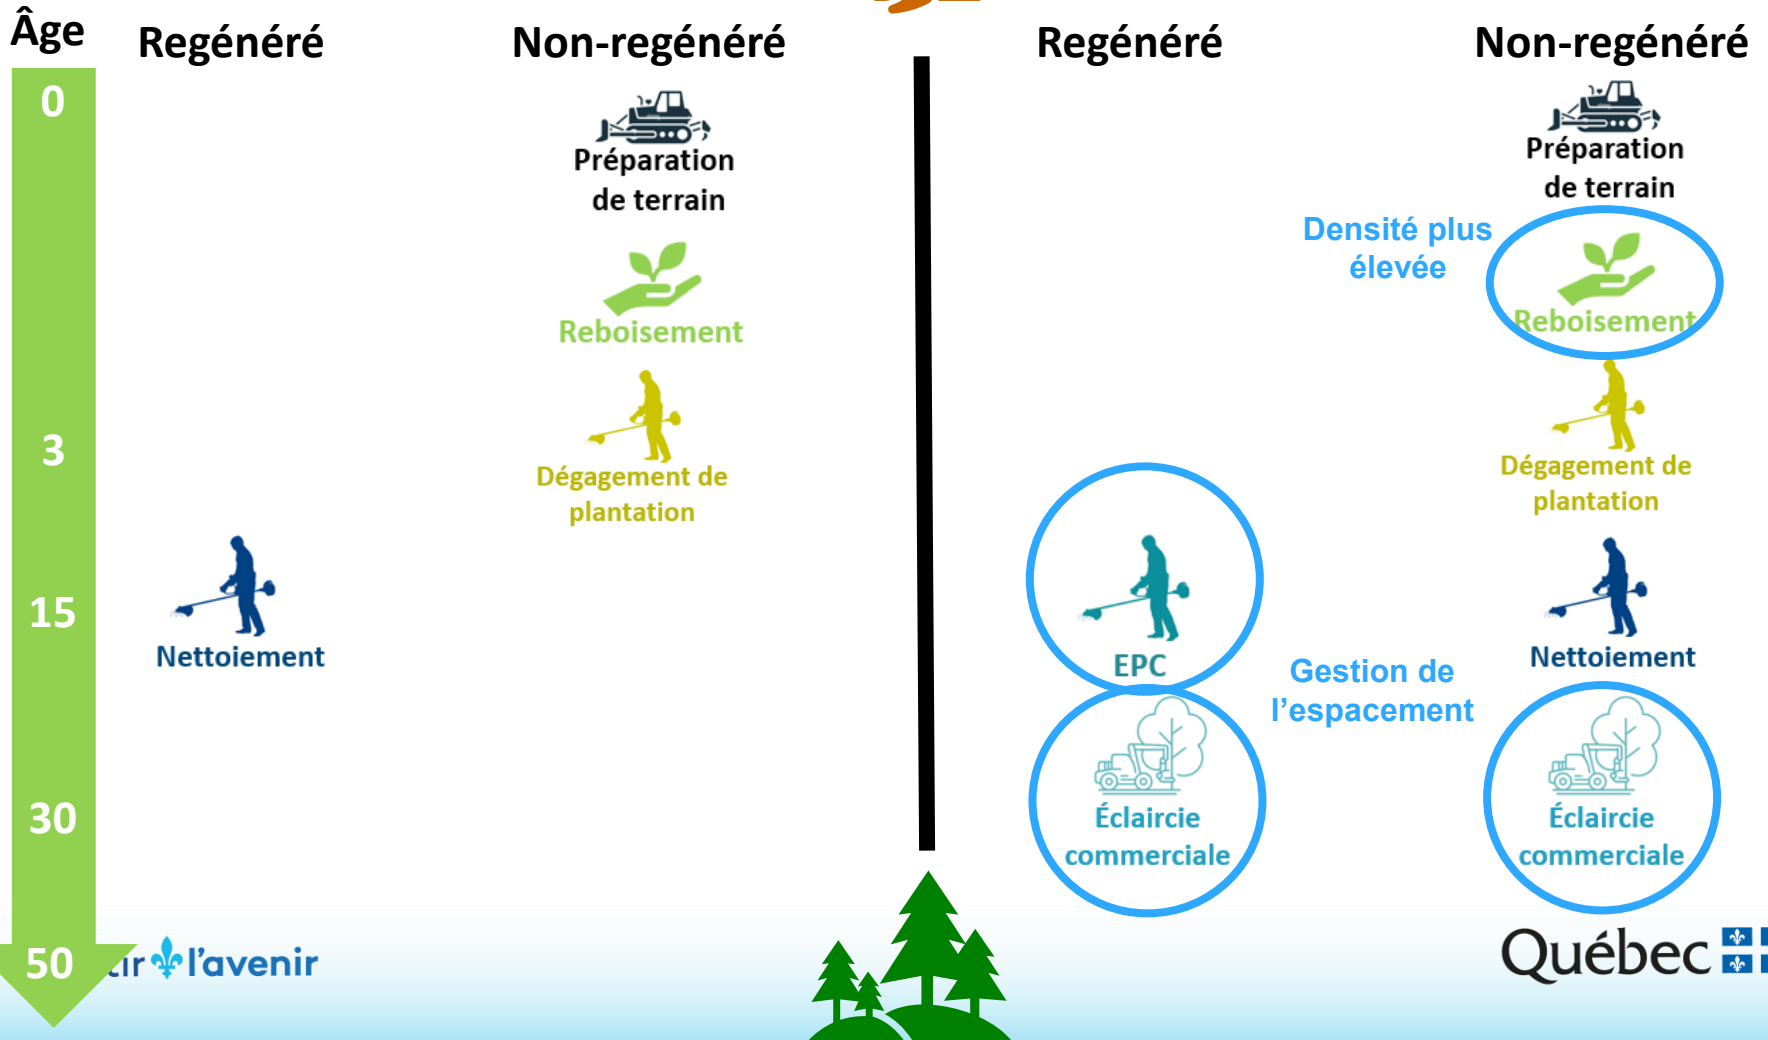 Âge
Regénéré
Non-regénéré
Regénéré
Non-regénéré
0
Préparation
de terrain
Préparation
de terrain
Densité plus
élevée
Reboisement
Reboisement
3
Dégagement de
plantation
Dégagement de
plantation
15
Nettoiement
EPC
Nettoiement
Gestion de
l'espacement
30
Éclaircie
commerciale
Éclaircie
commerciale
50
l'avenir
Québec